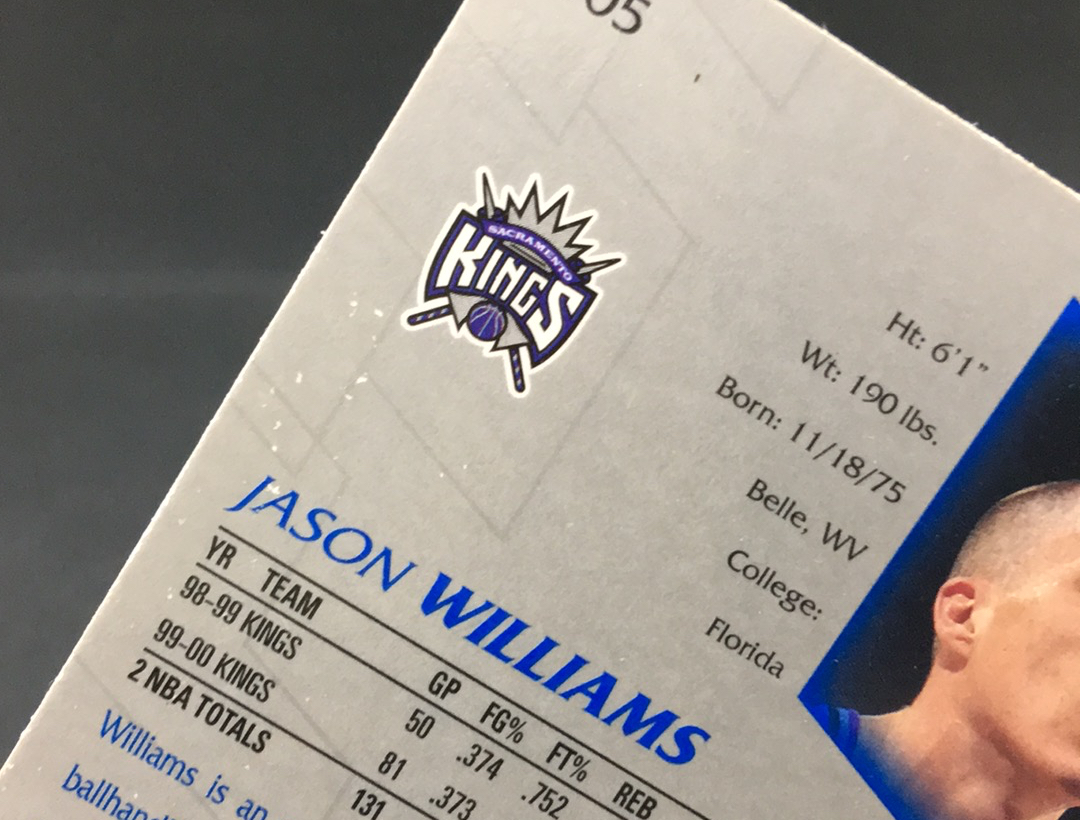 05
SACRAMENTO
KINGS
Ht: 6'1"
Wt: 190 lbs.
Born: 11/18/75
Belle, WV
College:
Florida
JASON WILLIAMS
YR TEAM GP FG% FT% REB
98-99 KINGS 50 .374 .752
99-00 KINGS 81 .373
2 NBA TOTALS 131
Williams is an